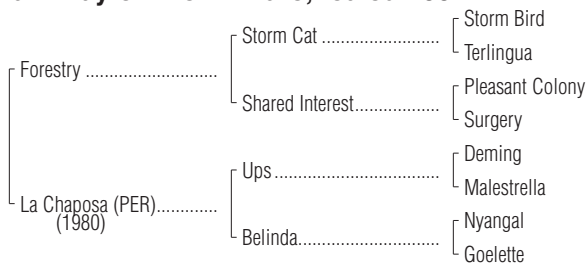 Storm Bird
Storm Cat ........................
Terlingua
Forestry ...........................
Pleasant Colony
Shared Interest.................
Surgery
Deming
Ups.................................
Malestrella
La Chaposa (PER)............
(1980)
Nyangal
Belinda............................
Goelette